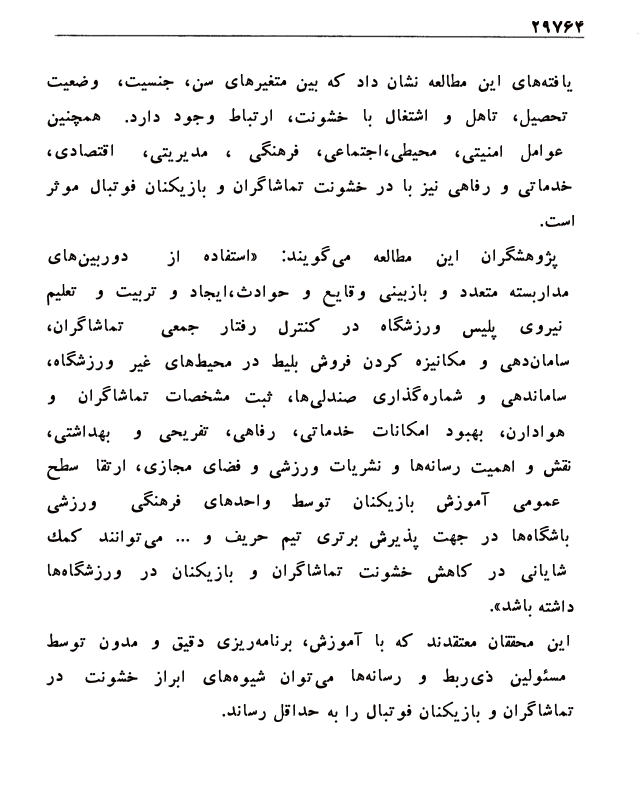 ۲۹۷۶۴
یافته‌های این مطالعه نشان داد که بین متغیرهای سن، جنسیت، وضعیت
تحصیل، تاهل و اشتغال با خشونت، ارتباط وجود دارد. همچنین
عوامل امنیتی، محیطی،اجتماعی، فرهنگی ، مدیریتی، اقتصادی،
خدماتی و رفاهی نیز با در خشونت تماشاگران و بازیکنان فوتبال موثر
است.
پژوهشگران این مطالعه می‌گویند: «استفاده از دوربین‌های
مداربسته متعدد و بازبینی وقایع و حوادث،ایجاد و تربیت و تعلیم
نیروی پلیس ورزشگاه در کنترل رفتار جمعی تماشاگران،
سامان‌دهی و مکانیزه کردن فروش بلیط در محیط‌های غیر ورزشگاه،
ساماندهی و شماره‌گذاری صندلی‌ها، ثبت مشخصات تماشاگران و
هوادارن، بهبود امکانات خدماتی، رفاهی، تفریحی و بهداشتی،
نقش و اهمیت رسانه‌ها و نشریات ورزشی و فضای مجازی، ارتقا سطح
عمومی آموزش بازیکنان توسط واحدهای فرهنگی ورزشی
باشگاه‌ها در جهت پذیرش برتری تیم حریف و ... می‌توانند کمك
شایانی در کاهش خشونت تماشاگران و بازیکنان در ورزشگاه‌ها
داشته باشد».
این محققان معتقدند که با آموزش، برنامه‌ریزی دقیق و مدون توسط
مسئولین ذی‌ربط و رسانه‌ها می‌توان شیوه‌های ابراز خشونت در
تماشاگران و بازیکنان فوتبال را به حداقل رساند.